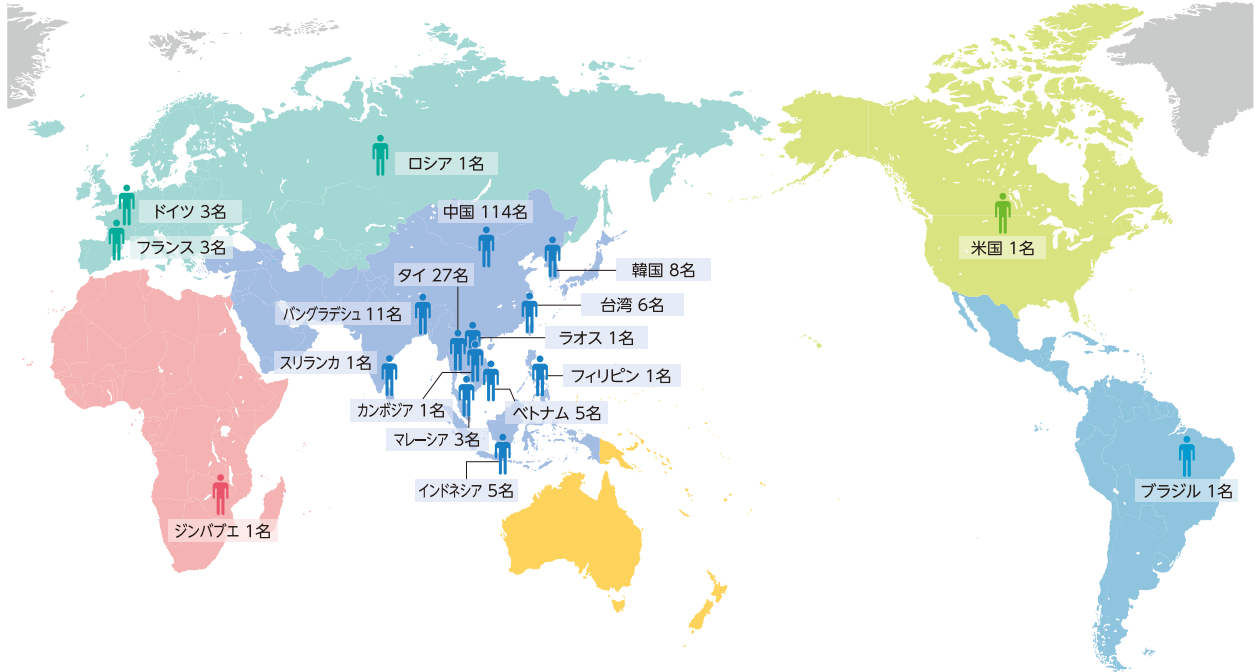 ロシア 1名
ドイツ 3名
中国 114名
フランス 3名
米国 1名
韓国 8名
タイ 27名
台湾 6名
バングラデシュ 11名
ラオス 1名
スリランカ 1名
フィリピン 1名
カンボジア 1名
ベトナム 5名
マレーシア 3名
インドネシア 5名
ブラジル 1名
ジンバブエ 1名